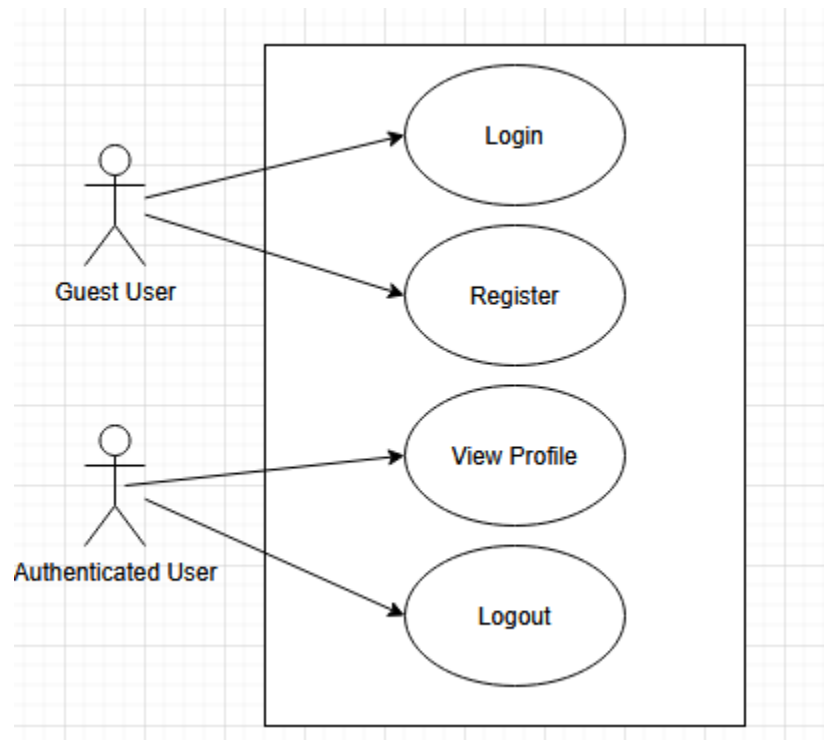 Login
Guest User
Register
View Profile
Authenticated User
Logout